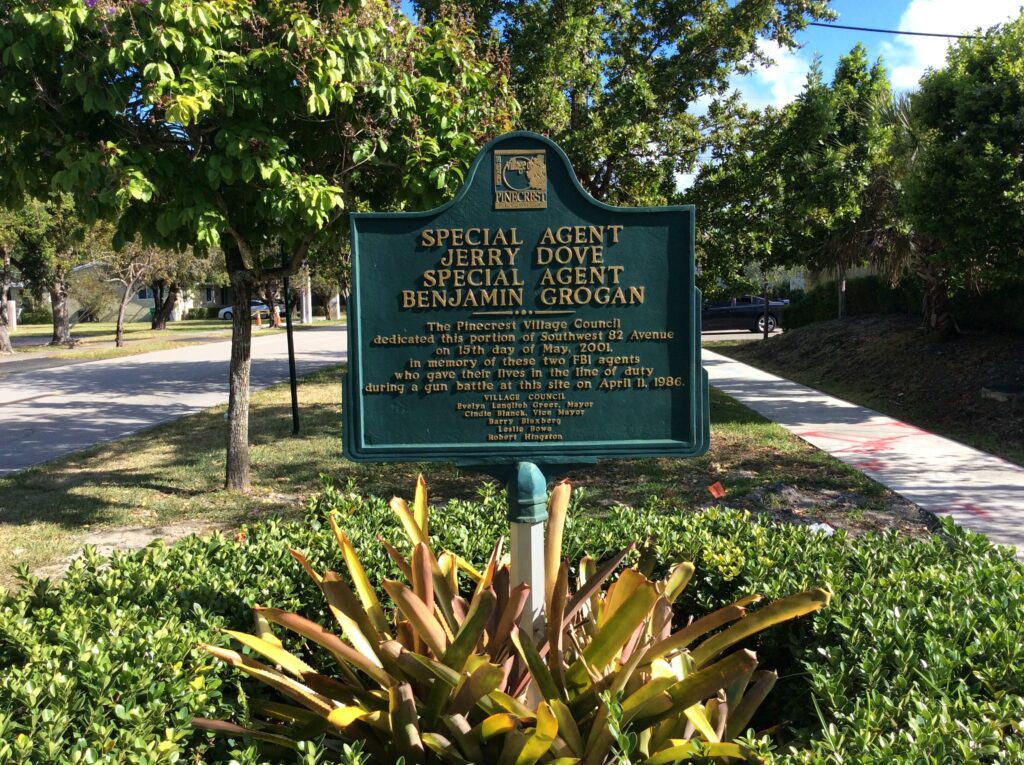 PINECREST
SPECIAL AGENT
JERRY DOVE
SPECIAL AGENT
BENJAMIN GROGAN
The Pinecrest Village Council
dedicated this portion of Southwest 82 Avenue
on 15th day of May, 2001,
in memory of these two FBI agents
who gave their lives in the line of duty
during a gun battle at this site on April 11, 1986.
VILLAGE COUNCIL
Evelyn Langlieb Greer, Mayor
Cindie Blanck, Vice Mayor
Barry Blaxberg
Leslie Bowe
Robert Hingston